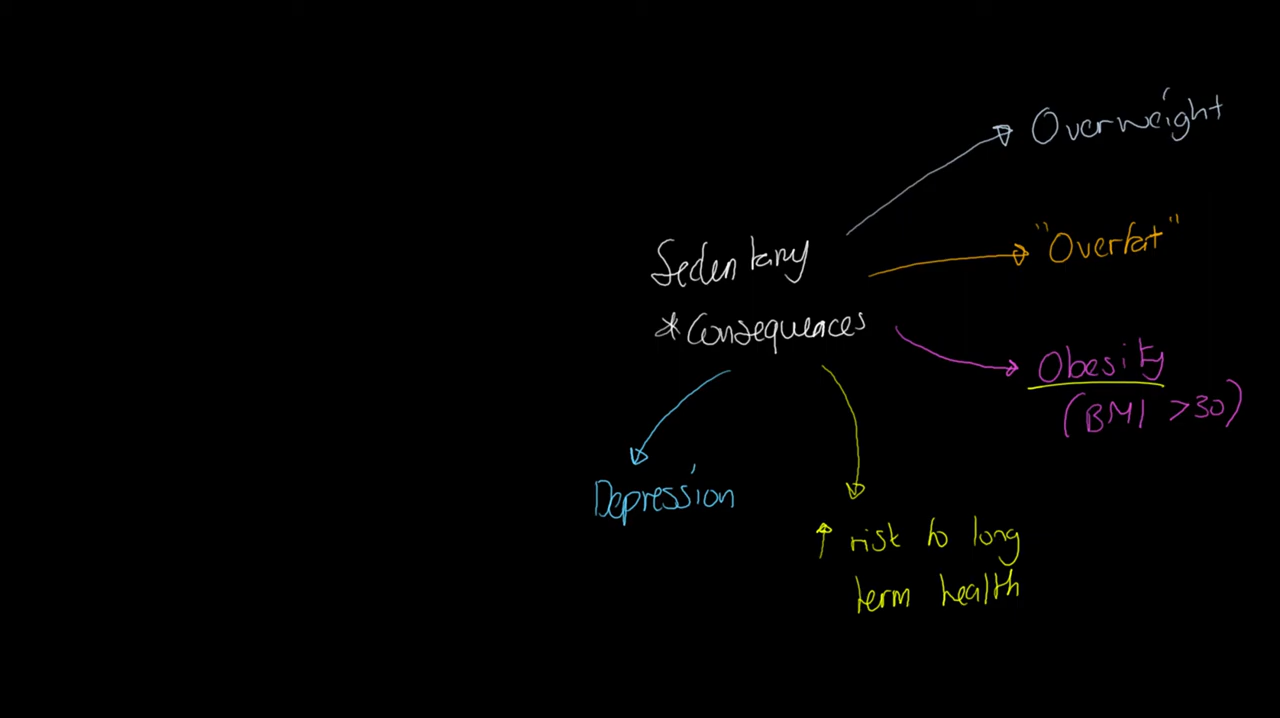 Overweight
"Overfat"
Sedentary
*Consequences
Obesity
(BMI >30)
Depression
↑ risk to long
term health